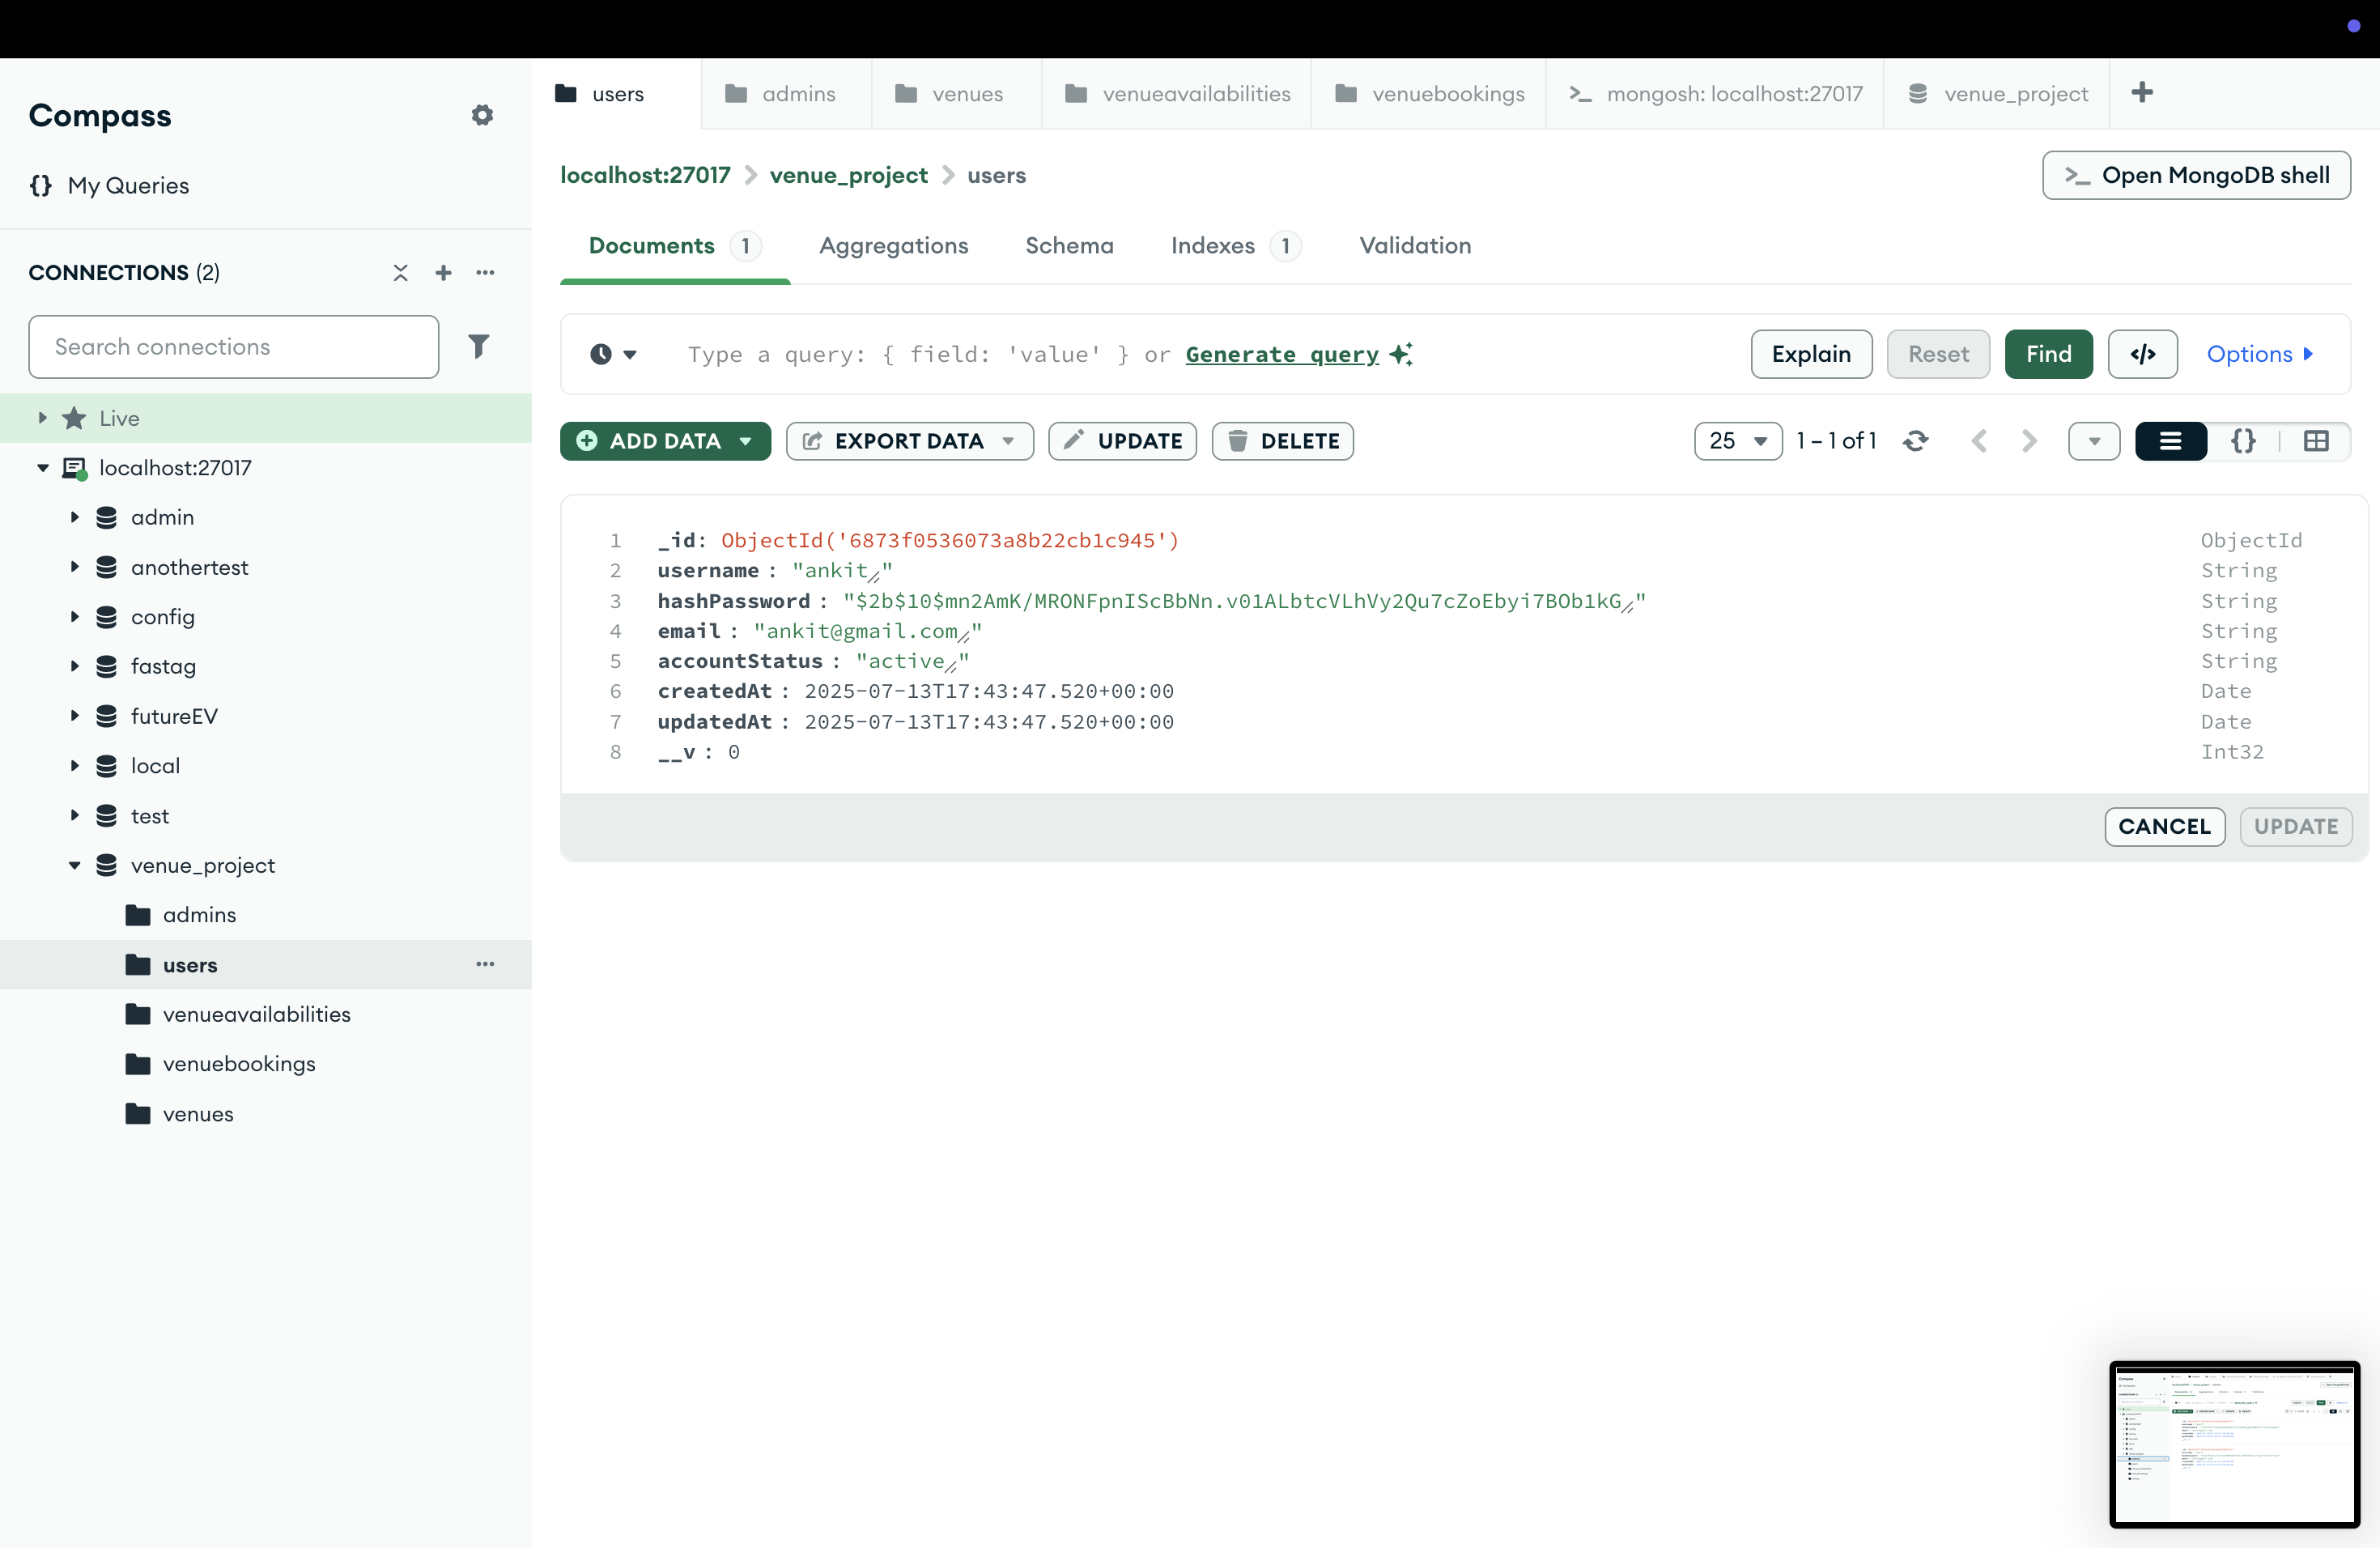 Compass
My Queries
CONNECTIONS (2)
Search connections
Live
localhost:27017
admin
anothertest
config
fastag
futureEV
local
test
venue_project
admins
users
venueavailabilities
venuebookings
venues
users admins venues venueavailabilities venuebookings mongosh: localhost:27017 venue_project
localhost:27017 venue_project users
Open MongoDB shell
Documents 1 Aggregations Schema Indexes 1 Validation
Type a query: { field: 'value' } or Generate query
Explain Reset Find </> Options
ADD DATA EXPORT DATA UPDATE DELETE 25 1 – 1 of 1
1 _id: ObjectId('6873f0536073a8b22cb1c945') ObjectId
2 username : "ankit" String
3 hashPassword : "$2b$10$mn2AmK/MRONFpnIScBbNn.v01ALbtcVLhVy2Qu7cZoEbyi7BOb1kG" String
4 email : "ankit@gmail.com" String
5 accountStatus : "active" String
6 createdAt : 2025-07-13T17:43:47.520+00:00 Date
7 updatedAt : 2025-07-13T17:43:47.520+00:00 Date
8 __v : 0 Int32
CANCEL UPDATE